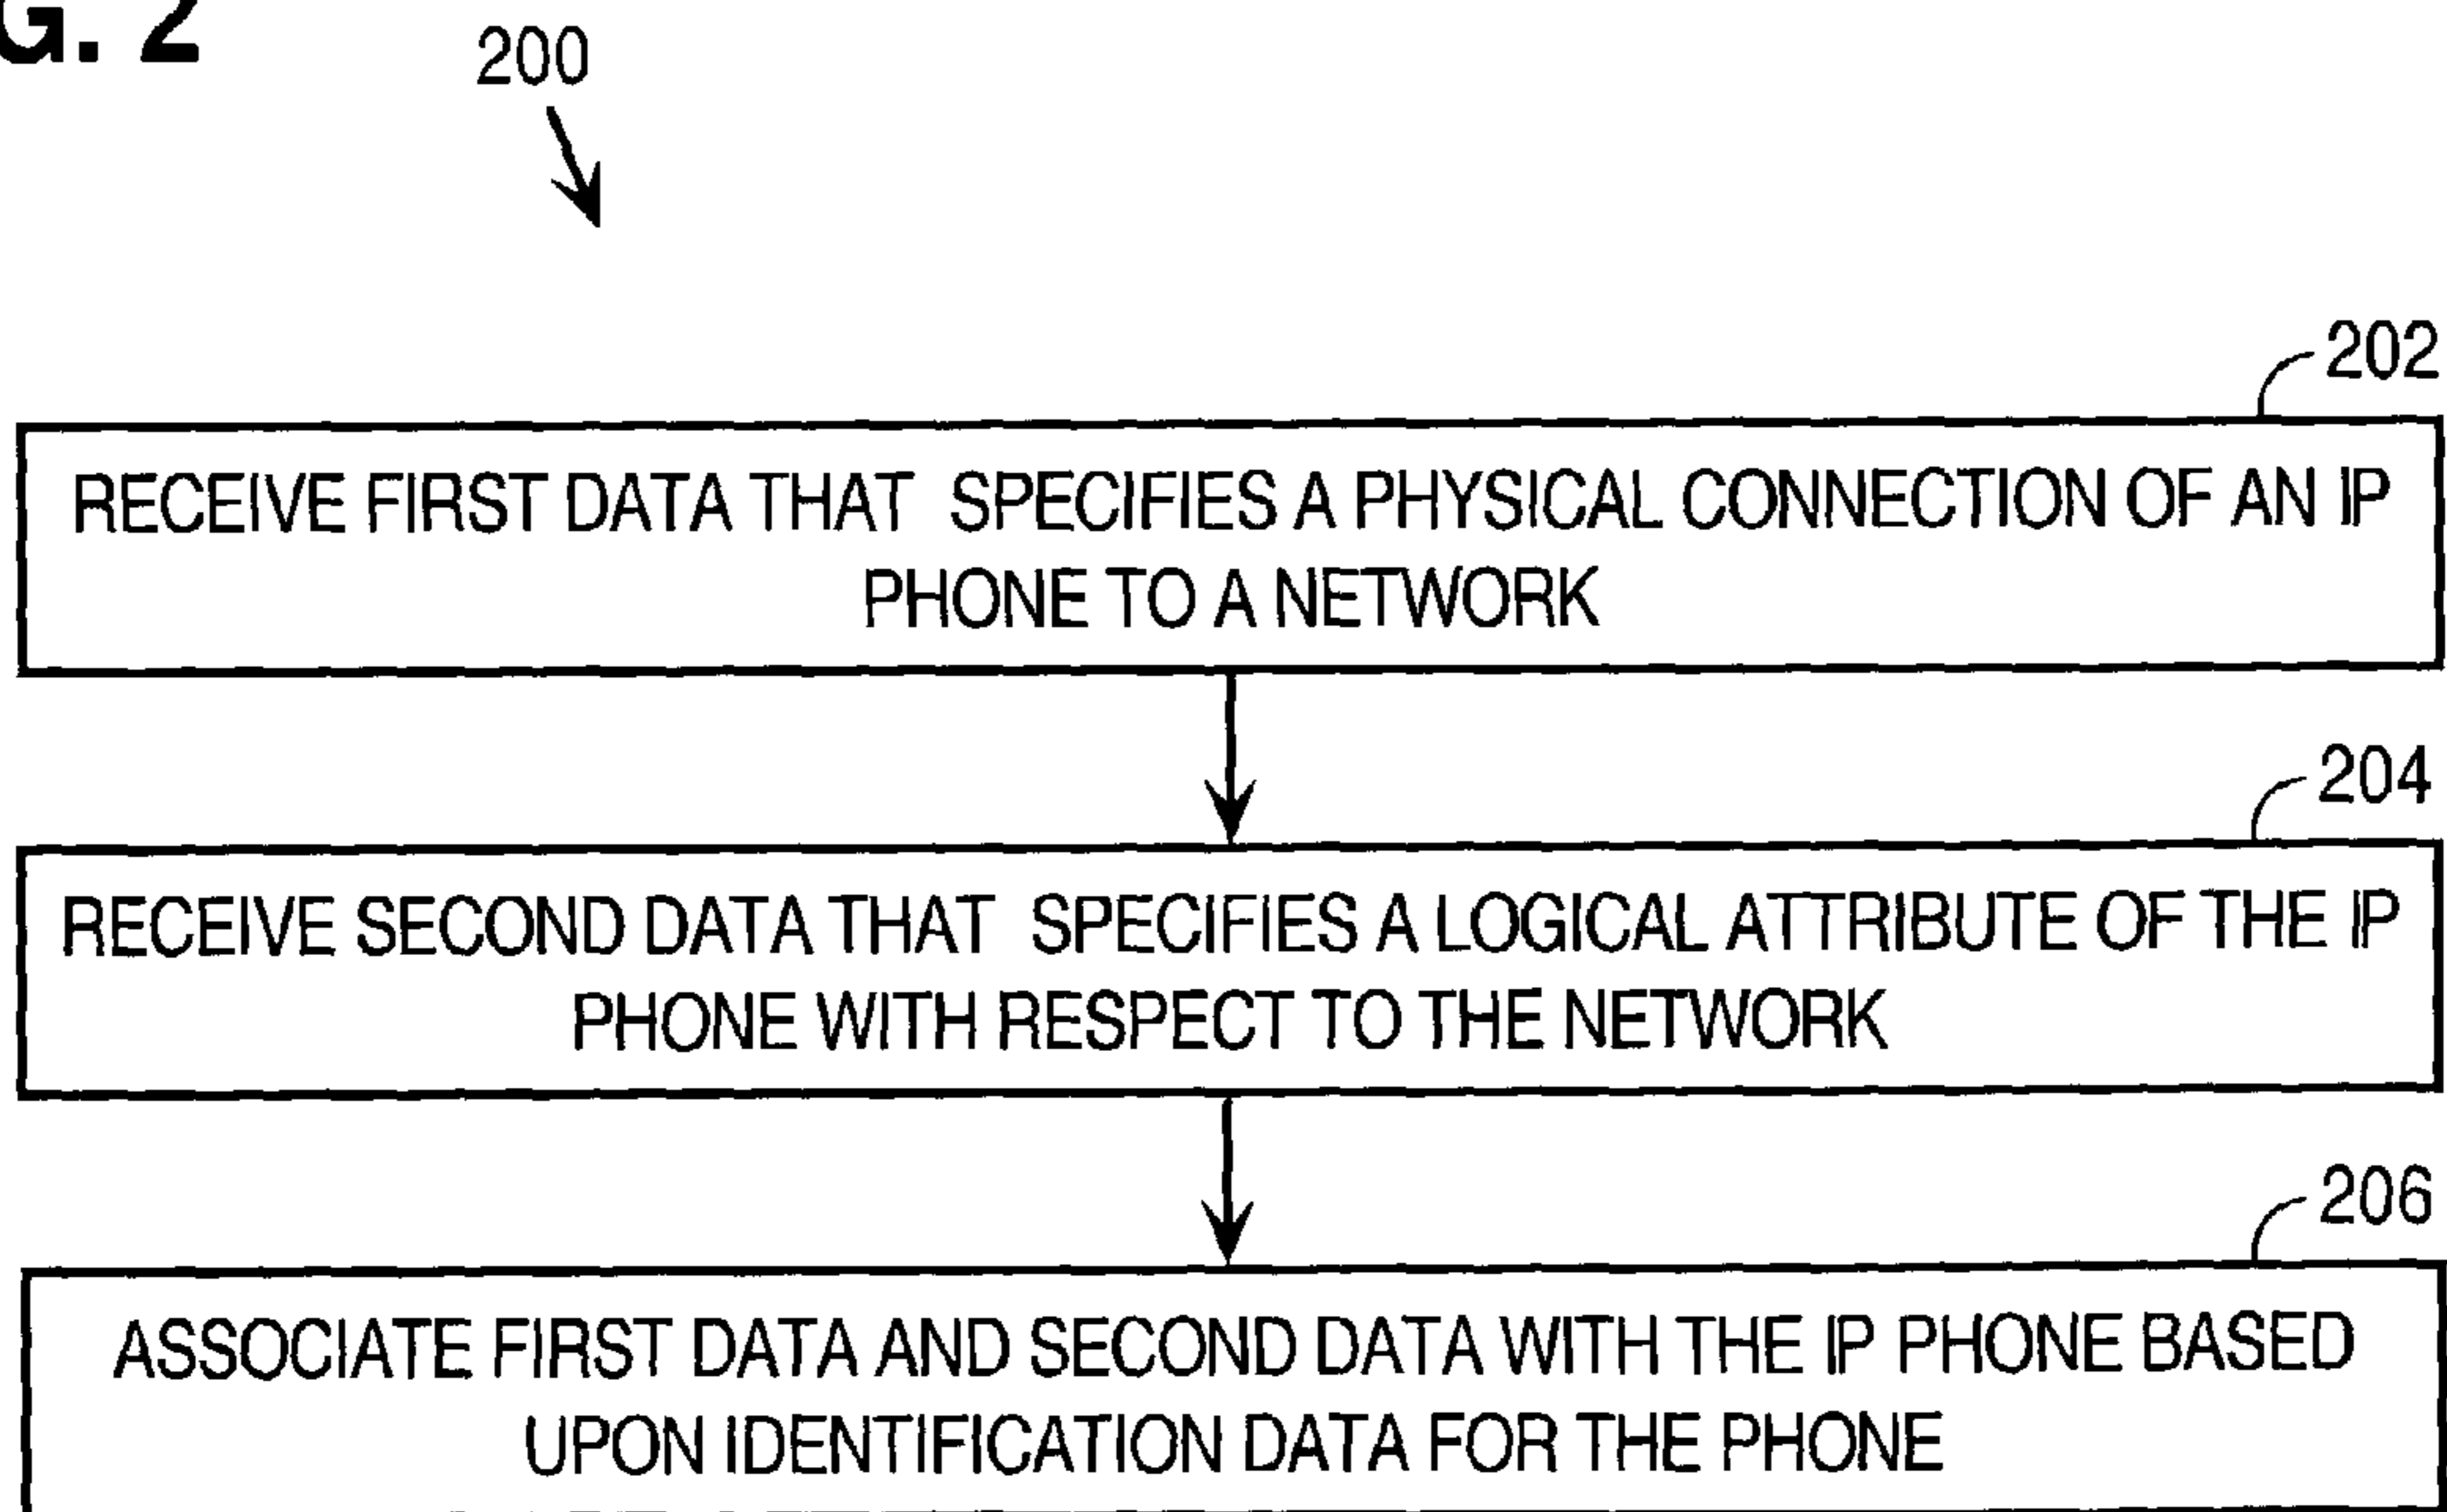 G. 2
200
202
RECEIVE FIRST DATA THAT SPECIFIES A PHYSICAL CONNECTION OF AN IP
PHONE TO A NETWORK
204
RECEIVE SECOND DATA THAT SPECIFIES A LOGICAL ATTRIBUTE OF THE IP
PHONE WITH RESPECT TO THE NETWORK
206
ASSOCIATE FIRST DATA AND SECOND DATA WITH THE IP PHONE BASED
UPON IDENTIFICATION DATA FOR THE PHONE